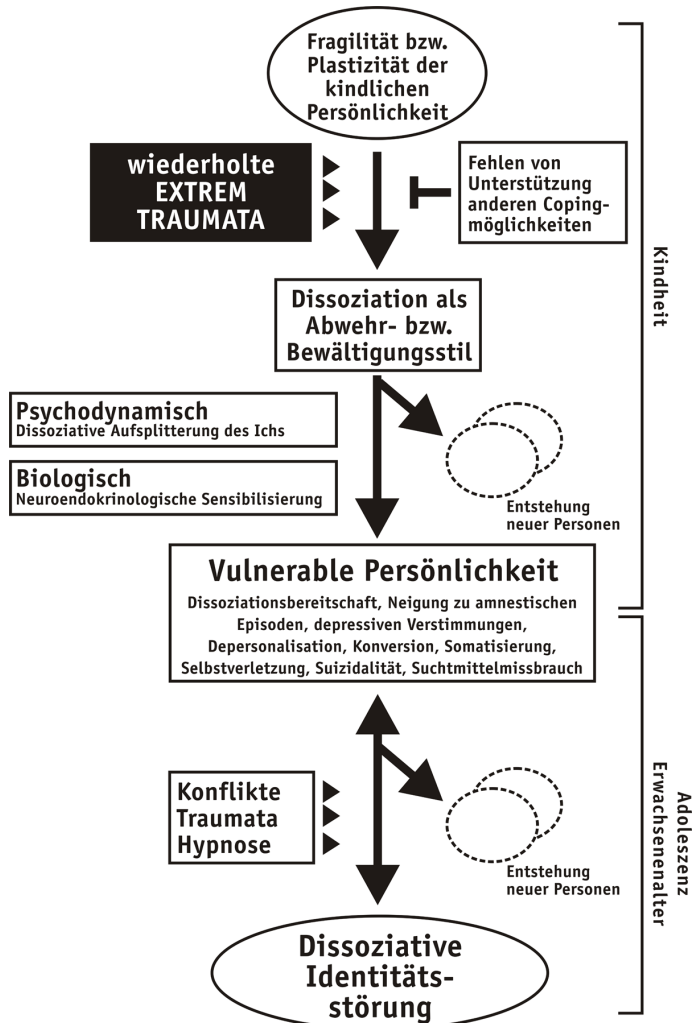 Fragilität bzw.
Plastizität der
kindlichen
Persönlichkeit
wiederholte
EXTREM
TRAUMATA
Fehlen von
Unterstützung
anderen Coping-
möglichkeiten
Kindheit
Dissoziation als
Abwehr- bzw.
Bewältigungsstil
Psychodynamisch
Dissoziative Aufsplitterung des Ichs
Biologisch
Neuroendokrinologische Sensibilisierung
Entstehung
neuer Personen
Vulnerable Persönlichkeit
Dissoziationsbereitschaft, Neigung zu amnestischen
Episoden, depressiven Verstimmungen,
Depersonalisation, Konversion, Somatisierung,
Selbstverletzung, Suizidalität, Suchtmittelmissbrauch
Konflikte
Traumata
Hypnose
Entstehung
neuer Personen
Adoleszenz
Erwachsenenalter
Dissoziative
Identitäts-
störung